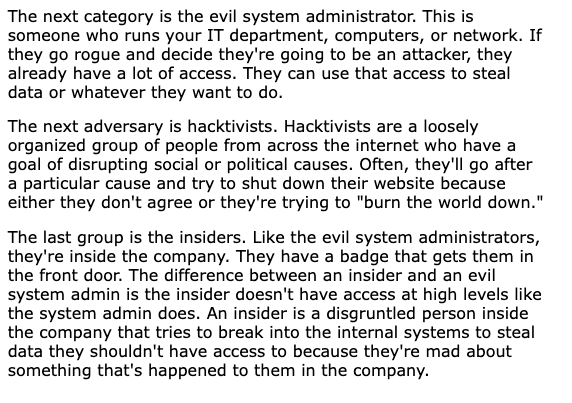 The next category is the evil system administrator. This is
someone who runs your IT department, computers, or network. If
they go rogue and decide they're going to be an attacker, they
already have a lot of access. They can use that access to steal
data or whatever they want to do.
The next adversary is hacktivists. Hacktivists are a loosely
organized group of people from across the internet who have a
goal of disrupting social or political causes. Often, they'll go after
a particular cause and try to shut down their website because
either they don't agree or they're trying to "burn the world down."
The last group is the insiders. Like the evil system administrators,
they're inside the company. They have a badge that gets them in
the front door. The difference between an insider and an evil
system admin is the insider doesn't have access at high levels like
the system admin does. An insider is a disgruntled person inside
the company that tries to break into the internal systems to steal
data they shouldn't have access to because they're mad about
something that's happened to them in the company.